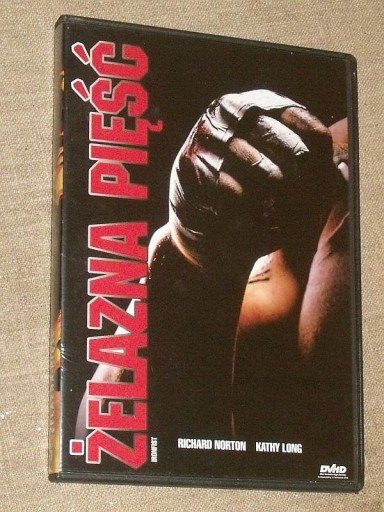 ŻELAZNA PIĘŚĆ
IRONFIST
RICHARD NORTON KATHY LONG
DVHD